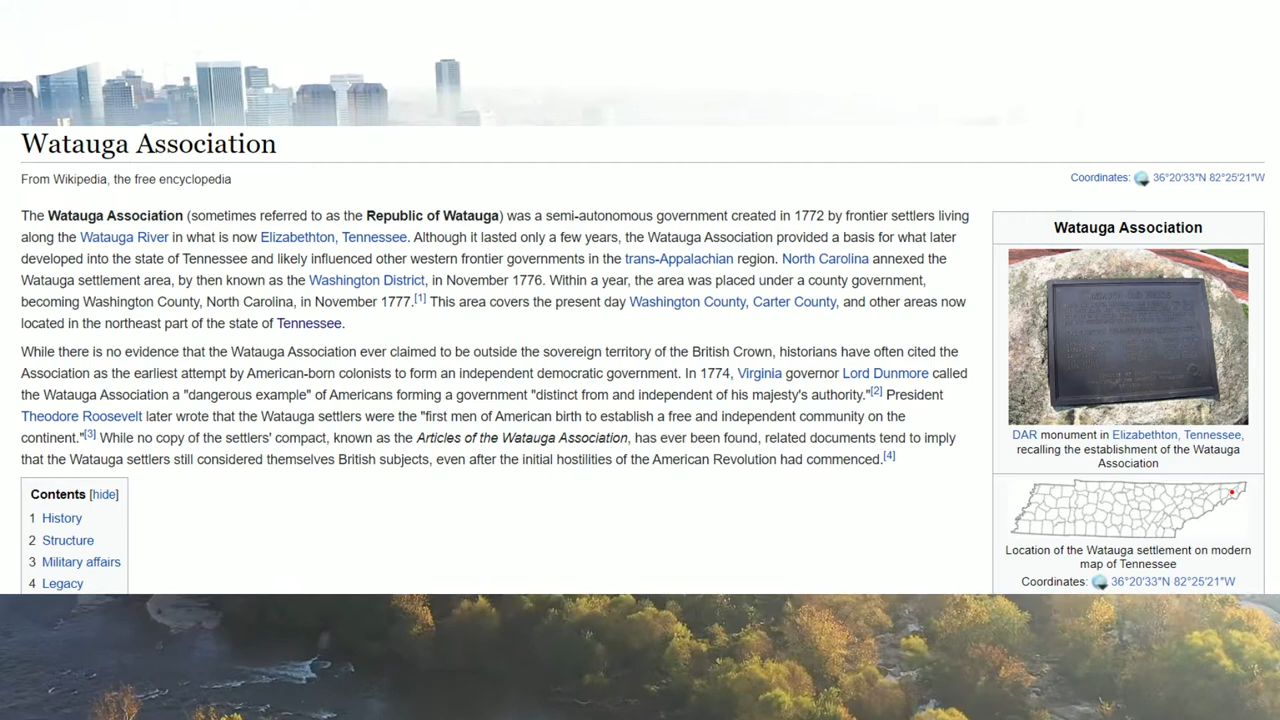 Watauga Association
From Wikipedia, the free encyclopedia
Coordinates: 36°20′33″N 82°25′21″W
The Watauga Association (sometimes referred to as the Republic of Watauga) was a semi-autonomous government created in 1772 by frontier settlers living
along the Watauga River in what is now Elizabethton, Tennessee. Although it lasted only a few years, the Watauga Association provided a basis for what later
developed into the state of Tennessee and likely influenced other western frontier governments in the trans-Appalachian region. North Carolina annexed the
Watauga settlement area, by then known as the Washington District, in November 1776. Within a year, the area was placed under a county government,
becoming Washington County, North Carolina, in November 1777.[1] This area covers the present day Washington County, Carter County, and other areas now
located in the northeast part of the state of Tennessee.
While there is no evidence that the Watauga Association ever claimed to be outside the sovereign territory of the British Crown, historians have often cited the
Association as the earliest attempt by American-born colonists to form an independent democratic government. In 1774, Virginia governor Lord Dunmore called
the Watauga Association a "dangerous example" of Americans forming a government "distinct from and independent of his majesty's authority."[2] President
Theodore Roosevelt later wrote that the Watauga settlers were the "first men of American birth to establish a free and independent community on the
continent."[3] While no copy of the settlers' compact, known as the Articles of the Watauga Association, has ever been found, related documents tend to imply
that the Watauga settlers still considered themselves British subjects, even after the initial hostilities of the American Revolution had commenced.[4]
Contents [hide]
1 History
2 Structure
3 Military affairs
4 Legacy
Watauga Association
DAR monument in Elizabethton, Tennessee,
recalling the establishment of the Watauga
Association
Location of the Watauga settlement on modern
map of Tennessee
Coordinates: 36°20′33″N 82°25′21″W